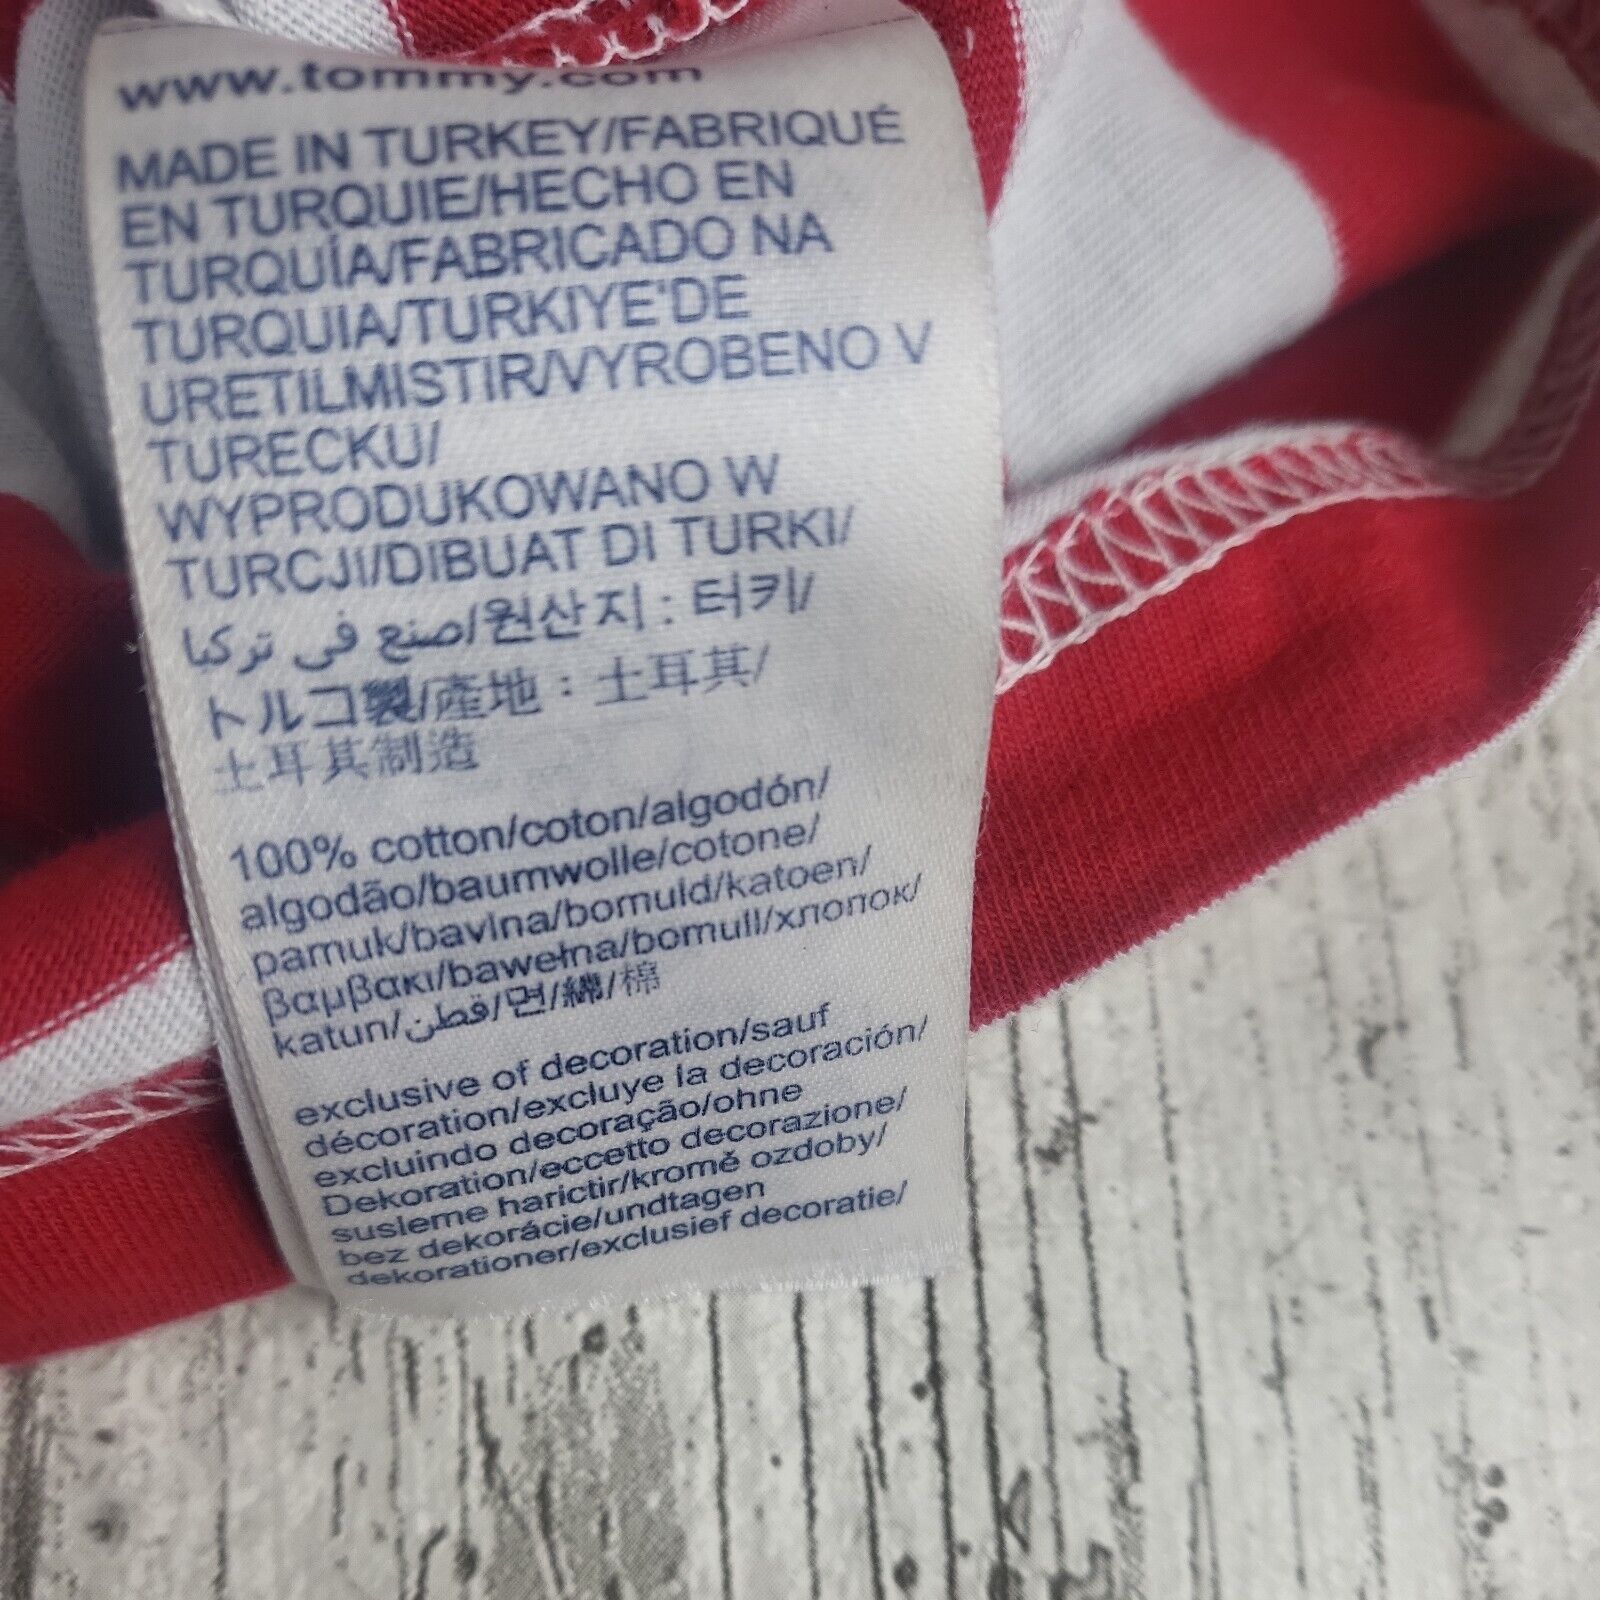 www.tommy.com
MADE IN TURKEY/FABRIQUÉ
EN TURQUIE/HECHO EN
TURQUÍA/FABRICADO NA
TURQUIA/TURKIYE'DE
URETILMISTIR/VYROBENO V
TURECKU/
WYPRODUKOWANO W
TURCJI/DIBUAT DI TURKI/
صنع في تركيا/원산지 : 터키/
トルコ製/產地 : 土耳其/
土耳其制造
100% cotton/coton/algodón/
algodão/baumwolle/cotone/
pamuk/bavlna/bomuld/katoen/
βαμβακι/bawełna/bomull/хлопок/
katun/قطن/면/綿/棉
exclusive of decoration/sauf
décoration/excluye la decoración/
excluindo decoração/ohne
Dekoration/eccetto decorazione/
susleme harictir/kromě ozdoby/
bez dekorácie/undtagen
dekorationer/exclusief decoratie/